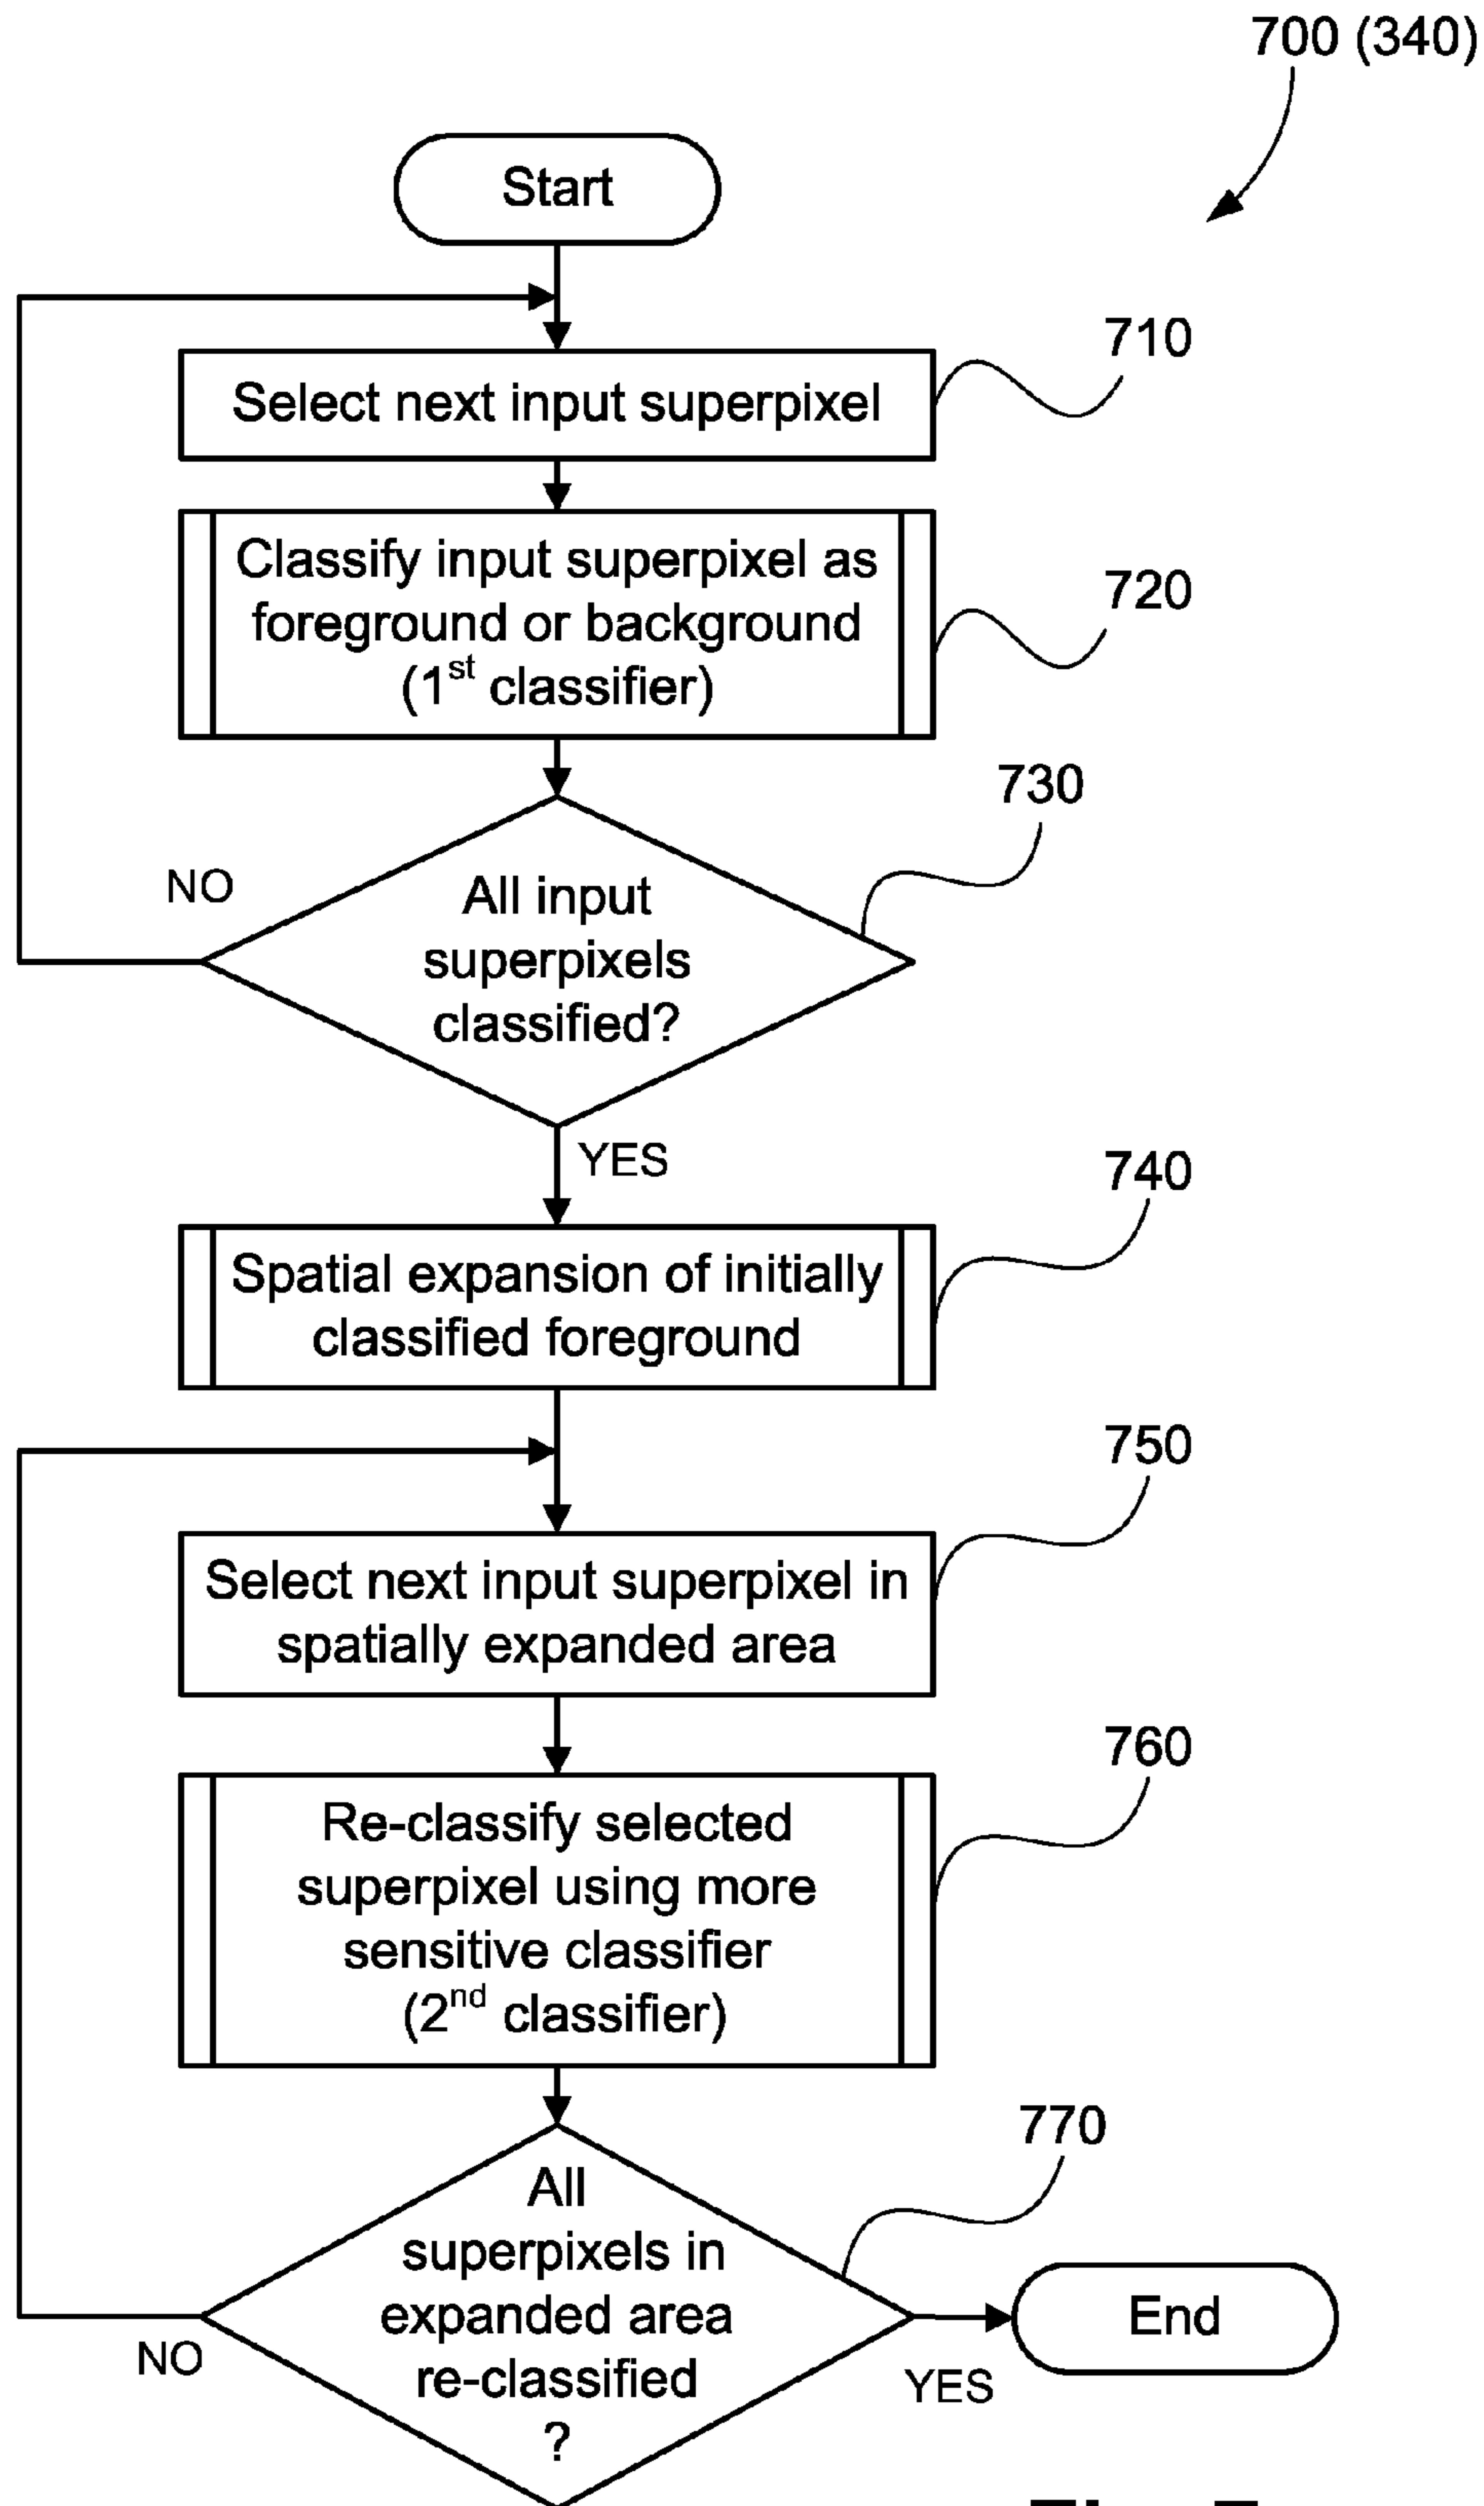 700 (340)
Start
710
Select next input superpixel
720
Classify input superpixel as
foreground or background
(1st classifier)
730
NO
All input
superpixels
classified?
YES
740
Spatial expansion of initially
classified foreground
750
Select next input superpixel in
spatially expanded area
760
Re-classify selected
superpixel using more
sensitive classifier
(2nd classifier)
770
All
superpixels in
expanded area
re-classified
?
NO
YES
End